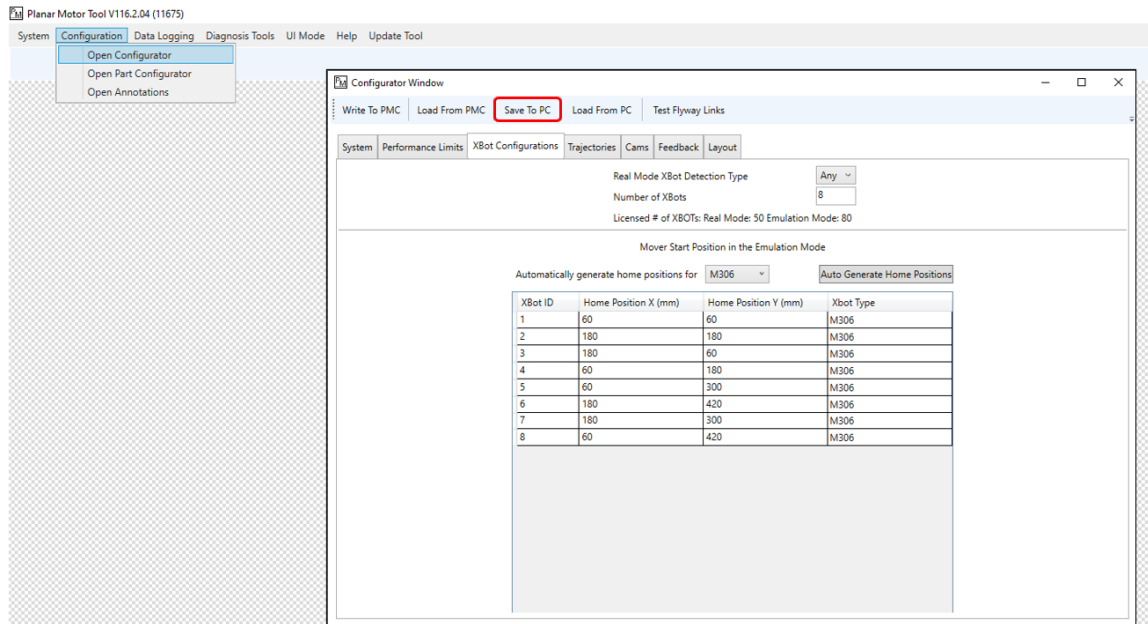 PM Planar Motor Tool V116.2.04 (11675)
System Configuration Data Logging Diagnosis Tools UI Mode Help Update Tool
Open Configurator
Open Part Configurator
Open Annotations
PM Configurator Window
Write To PMC Load From PMC Save To PC Load From PC Test Flyway Links
System Performance Limits XBot Configurations Trajectories Cams Feedback Layout
Real Mode XBot Detection Type Any
Number of XBots 8
Licensed # of XBOTs: Real Mode: 50 Emulation Mode: 80
Mover Start Position in the Emulation Mode
Automatically generate home positions for M306 Auto Generate Home Positions
XBot ID Home Position X (mm) Home Position Y (mm) Xbot Type
1 60 60 M306
2 180 180 M306
3 180 60 M306
4 60 180 M306
5 60 300 M306
6 180 420 M306
7 180 300 M306
8 60 420 M306